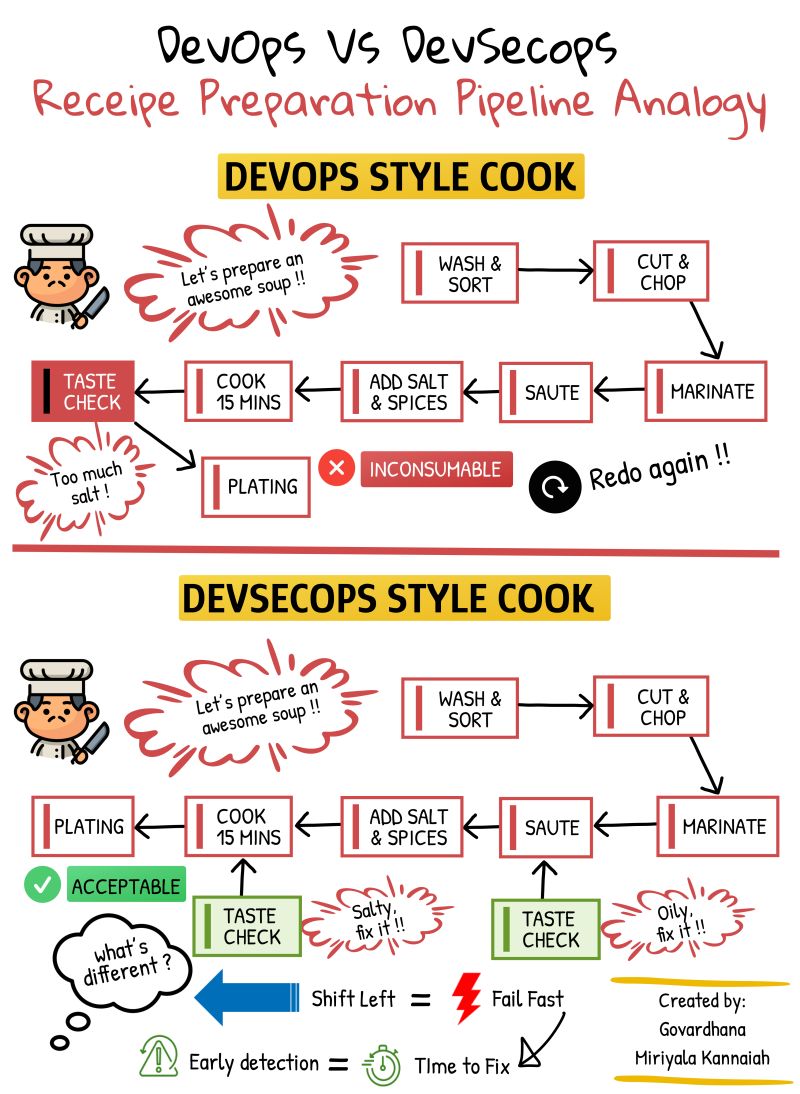 DevOps Vs DevSecops
Receipe Preparation Pipeline Analogy
DEVOPS STYLE COOK
Let's prepare an
awesome soup !!
WASH &
SORT
CUT &
CHOP
MARINATE
SAUTE
ADD SALT
& SPICES
COOK
15 MINS
TASTE
CHECK
Too much
salt !
PLATING
INCONSUMABLE
Redo again !!
DEVSECOPS STYLE COOK
Let's prepare an
awesome soup !!
WASH &
SORT
CUT &
CHOP
MARINATE
SAUTE
ADD SALT
& SPICES
COOK
15 MINS
PLATING
ACCEPTABLE
TASTE
CHECK
Salty,
fix it !!
TASTE
CHECK
Oily,
fix it !!
what's
different ?
Shift Left = Fail Fast
Early detection = TIme to Fix
Created by:
Govardhana
Miriyala Kannaiah